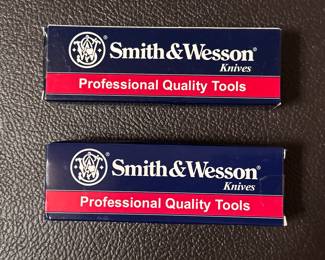 Smith&Wesson®
Knives
Professional Quality Tools
Smith&Wesson®
Knives
Professional Quality Tools